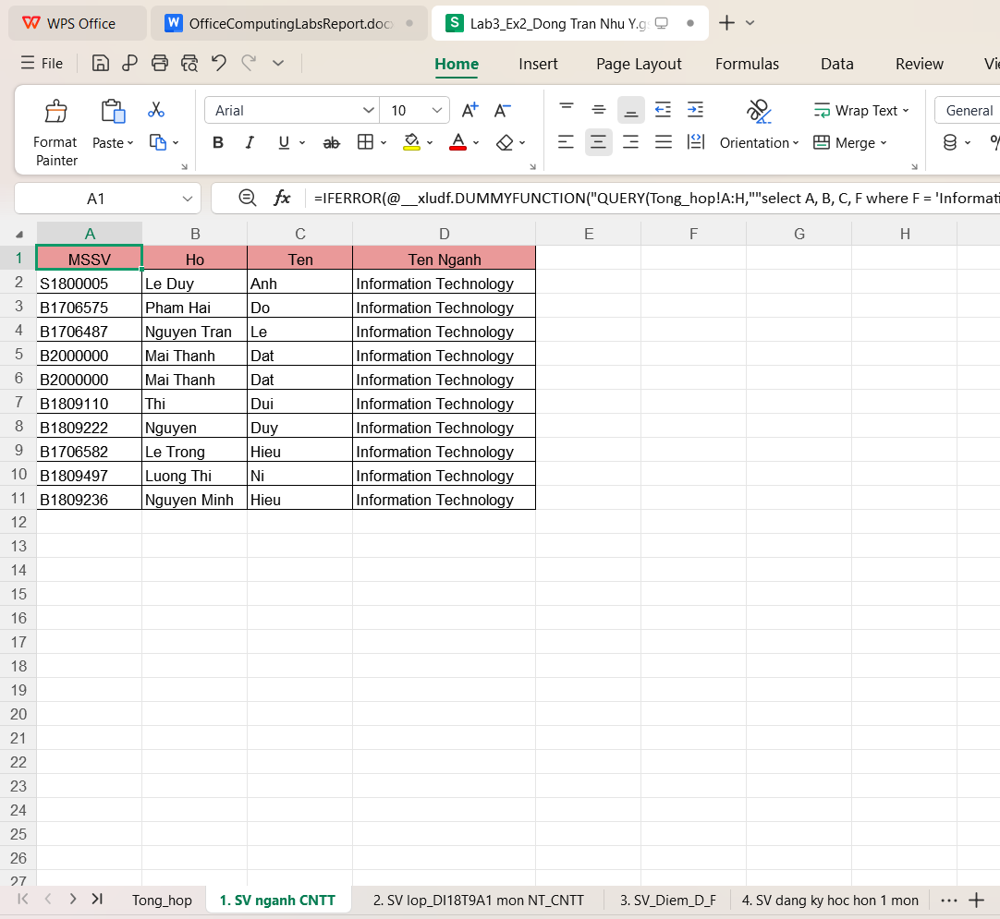 WPS Office OfficeComputingLabsReport.docx Lab3_Ex2_Dong Tran Nhu Y.g
File Home Insert Page Layout Formulas Data Review Vi
Format Painter Paste Arial 10 A+ A- Wrap Text General
B I U ab A Orientation Merge %
A1 fx =IFERROR(@__xludf.DUMMYFUNCTION("QUERY(Tong_hop!A:H,""select A, B, C, F where F = 'Informati
A B C D E F G H
1 MSSV Ho Ten Ten Nganh
2 S1800005 Le Duy Anh Information Technology
3 B1706575 Pham Hai Do Information Technology
4 B1706487 Nguyen Tran Le Information Technology
5 B2000000 Mai Thanh Dat Information Technology
6 B2000000 Mai Thanh Dat Information Technology
7 B1809110 Thi Dui Information Technology
8 B1809222 Nguyen Duy Information Technology
9 B1706582 Le Trong Hieu Information Technology
10 B1809497 Luong Thi Ni Information Technology
11 B1809236 Nguyen Minh Hieu Information Technology
12
13
14
15
16
17
18
19
20
21
22
23
24
25
26
27
Tong_hop 1. SV nganh CNTT 2. SV lop_DI18T9A1 mon NT_CNTT 3. SV_Diem_D_F 4. SV dang ky hoc hon 1 mon